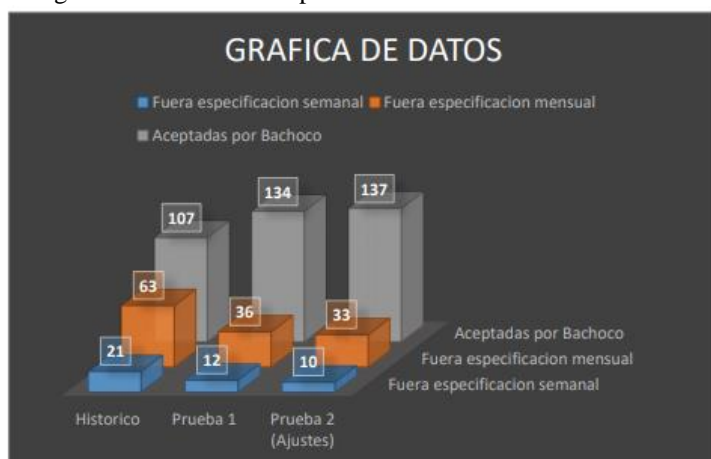 GRAFICA DE DATOS
Fuera especificacion semanal Fuera especificacion mensual
Aceptadas por Bachoco
107 134 137
63 36 33
21 12 10
Aceptadas por Bachoco
Fuera especificacion mensual
Fuera especificacion semanal
Historico Prueba 1 Prueba 2
(Ajustes)